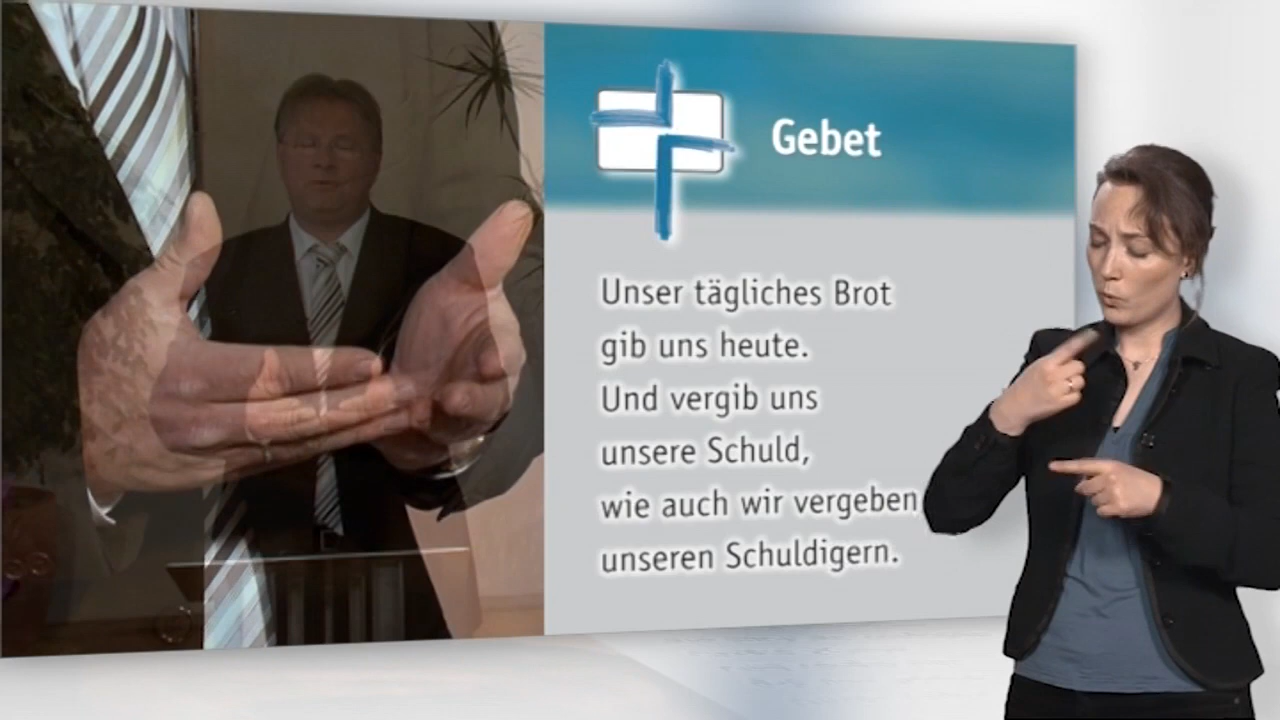 Gebet
Unser tägliches Brot
gib uns heute.
Und vergib uns
unsere Schuld,
wie auch wir vergeben
unseren Schuldigern.